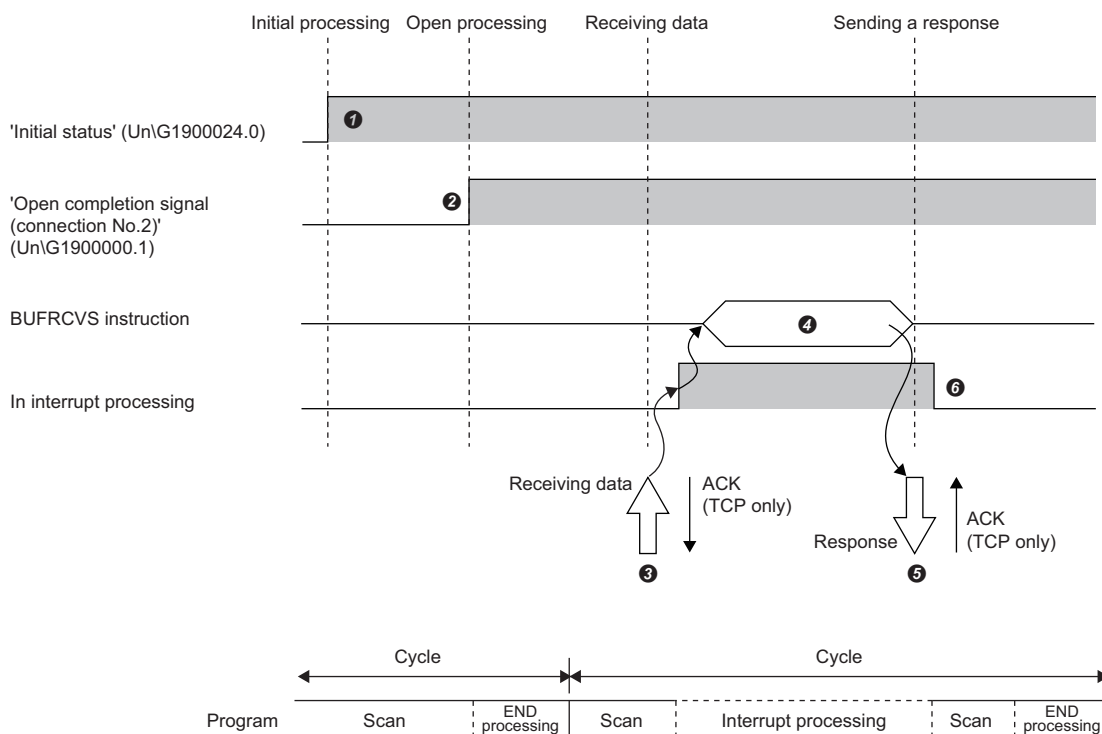 Initial processing Open processing Receiving data Sending a response
'Initial status' (Un\G1900024.0)
❶
'Open completion signal
(connection No.2)'
(Un\G1900000.1)
❷
BUFRCVS instruction
❹
In interrupt processing
❻
Receiving data
ACK
(TCP only)
❸
Response
ACK
(TCP only)
❺
Cycle Cycle
Program Scan END
processing Scan Interrupt processing Scan END
processing